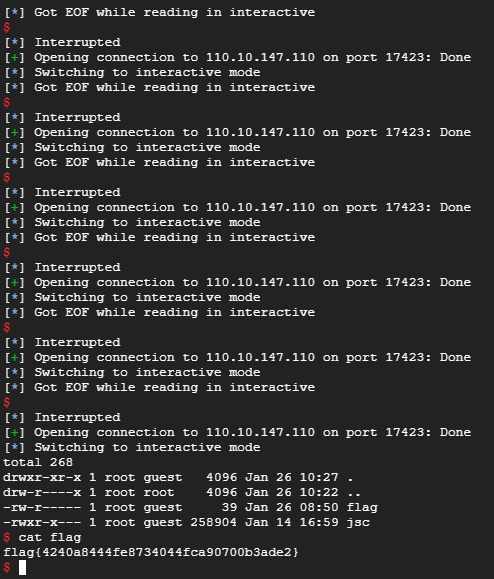 [*] Got EOF while reading in interactive
$
[*] Interrupted
[+] Opening connection to 110.10.147.110 on port 17423: Done
[*] Switching to interactive mode
[*] Got EOF while reading in interactive
$
[*] Interrupted
[+] Opening connection to 110.10.147.110 on port 17423: Done
[*] Switching to interactive mode
[*] Got EOF while reading in interactive
$
[*] Interrupted
[+] Opening connection to 110.10.147.110 on port 17423: Done
[*] Switching to interactive mode
[*] Got EOF while reading in interactive
$
[*] Interrupted
[+] Opening connection to 110.10.147.110 on port 17423: Done
[*] Switching to interactive mode
[*] Got EOF while reading in interactive
$
[*] Interrupted
[+] Opening connection to 110.10.147.110 on port 17423: Done
[*] Switching to interactive mode
[*] Got EOF while reading in interactive
$
[*] Interrupted
[+] Opening connection to 110.10.147.110 on port 17423: Done
[*] Switching to interactive mode
total 268
drwxr-xr-x 1 root guest   4096 Jan 26 10:27 .
drw-r----x 1 root root    4096 Jan 26 10:22 ..
-rw-r----- 1 root guest     39 Jan 26 08:50 flag
-rwxr-x--- 1 root guest 258904 Jan 14 16:59 jsc
$ cat flag
flag{4240a8444fe8734044fca90700b3ade2}
$